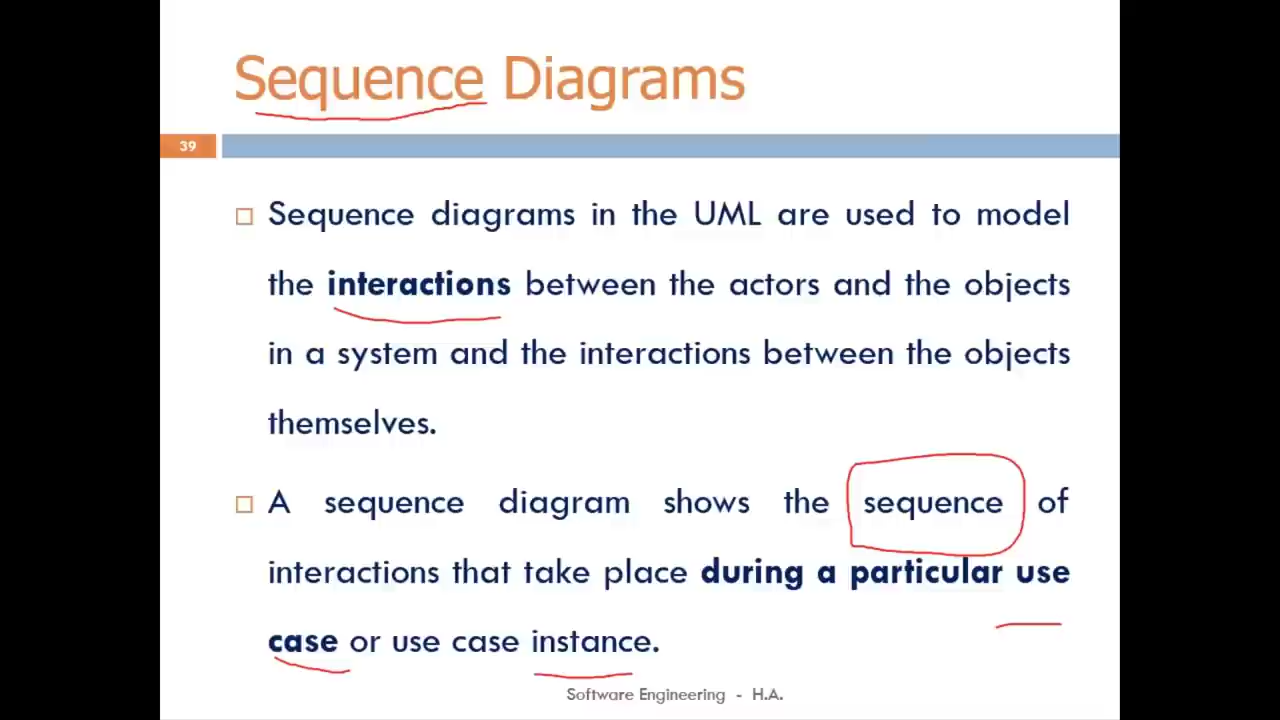 Sequence Diagrams
39
Sequence diagrams in the UML are used to model
the interactions between the actors and the objects
in a system and the interactions between the objects
themselves.
A sequence diagram shows the sequence of
interactions that take place during a particular use
case or use case instance.
Software Engineering - H.A.